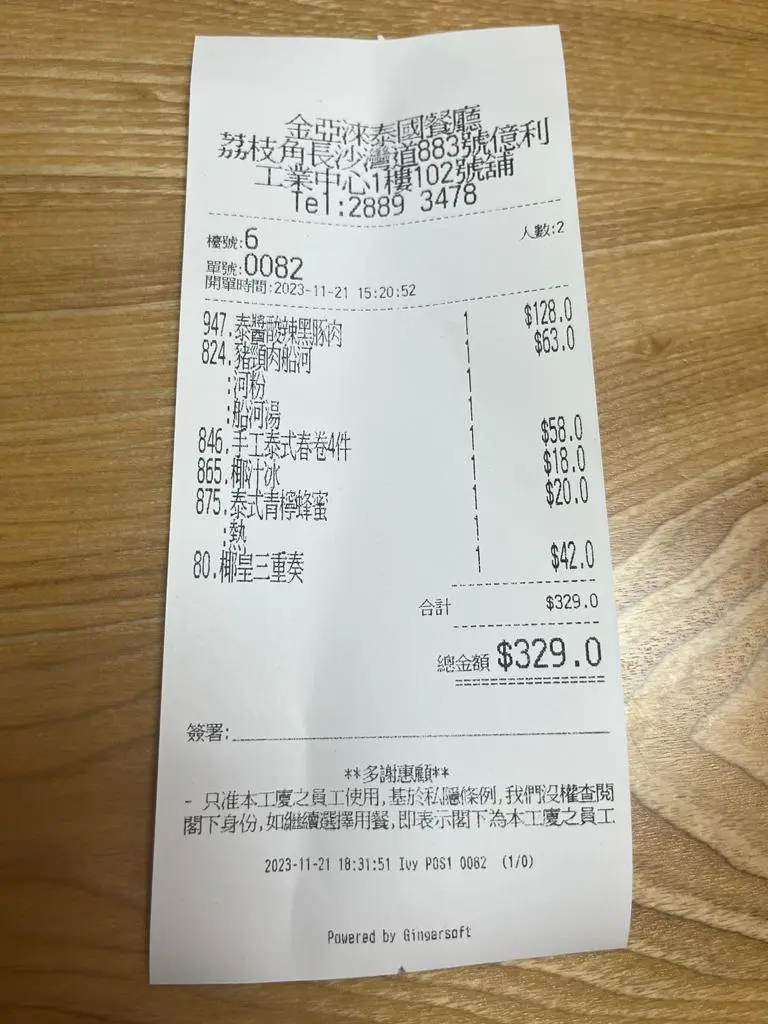 金亞淶泰國餐廳
荔枝角長沙灣道883號億利
工業中心1樓102號舖
Tel:2889 3478
檯號:6 人數:2
單號:0082
開單時間:2023-11-21 15:20:52
947.泰醬酸辣黑豚肉 1 $128.0
824.豬頸肉船河 1 $63.0
:河粉 1
:船河湯 1
846.手工泰式春卷4件 1 $58.0
865.椰汁冰 1 $18.0
875.泰式青檸蜂蜜 1 $20.0
:熱 1
80.椰皇三重奏 1 $42.0
合計 $329.0
總金額 $329.0
簽署:
**多謝惠顧**
- 只准本工廈之員工使用,基於私隱條例,我們沒權查閱
閣下身份,如繼續選擇用餐,即表示閣下為本工廈之員工
2023-11-21 18:31:51 Ivy POS1 0082 (1/0)
Powered by Gingersoft